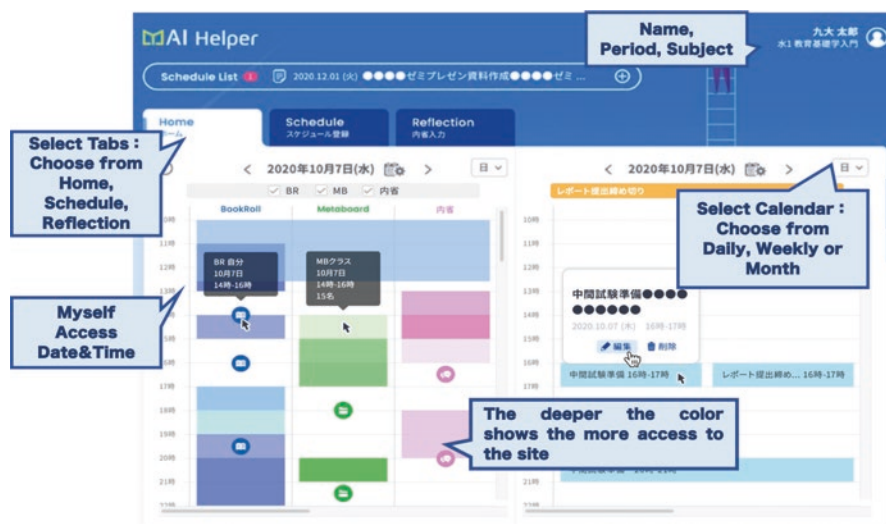 AI Helper
Name,
Period, Subject
九大 太郎
水1 教育基礎学入門
Schedule List 1 2020.12.01 (火) ●●●●ゼミプレゼン資料作成●●●●ゼミ ...
Home
ホーム
Schedule
スケジュール登録
Reflection
内省入力
Select Tabs：
Choose from
Home,
Schedule,
Reflection
< 2020年10月7日(水) >
日
BR MB 内省
BookRoll Metaboard 内省
10時
11時
12時
13時
14時
15時
16時
17時
18時
19時
20時
21時
22時
BR 自分
10月7日
14時-16時
MBクラス
10月7日
14時-16時
15名
Myself
Access
Date&Time
< 2020年10月7日(水) >
日
レポート提出締め切り
Select Calendar：
Choose from
Daily, Weekly or
Month
10時
11時
12時
13時
14時
15時
16時
17時
中間試験準備●●●●
●●●●●●
2020.10.07 (水) 16時-17時
編集 削除
中間試験準備 16時-17時
レポート提出締め... 16時-17時
The deeper the color
shows the more access to
the site
21時
22時